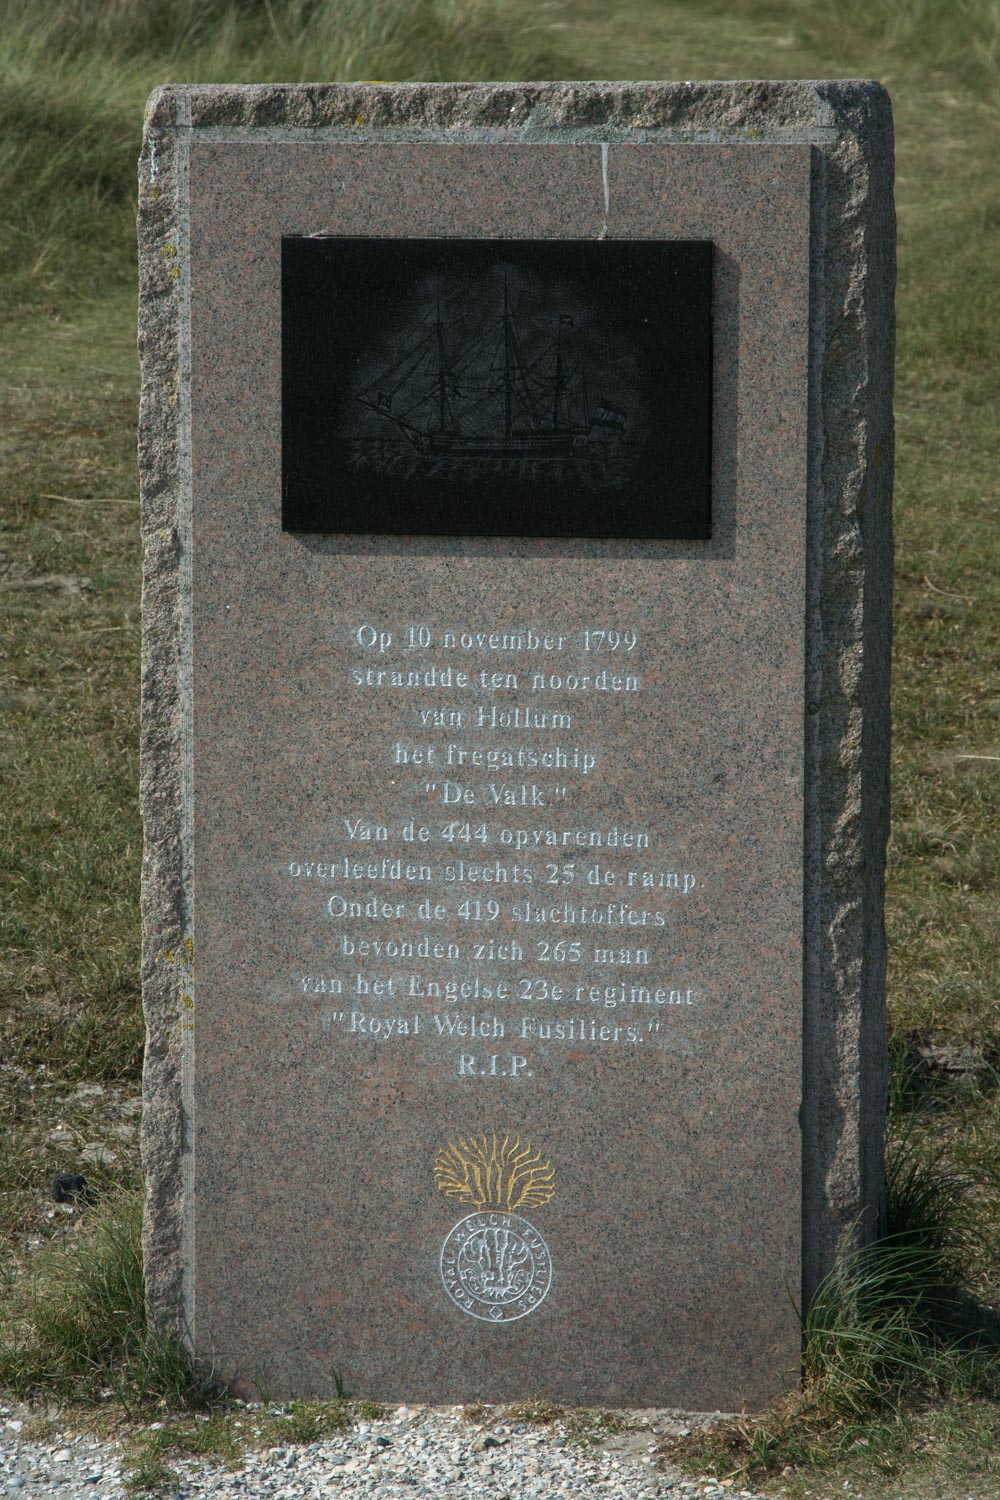 Op 10 november 1799
strandde ten noorden
van Hollum
het fregatschip
"De Valk"
Van de 444 opvarenden
overleefden slechts 25 de ramp.
Onder de 419 slachtoffers
bevonden zich 265 man
van het Engelse 23e regiment
"Royal Welch Fusiliers."
R.I.P.
ROYAL WELCH FUSILIERS